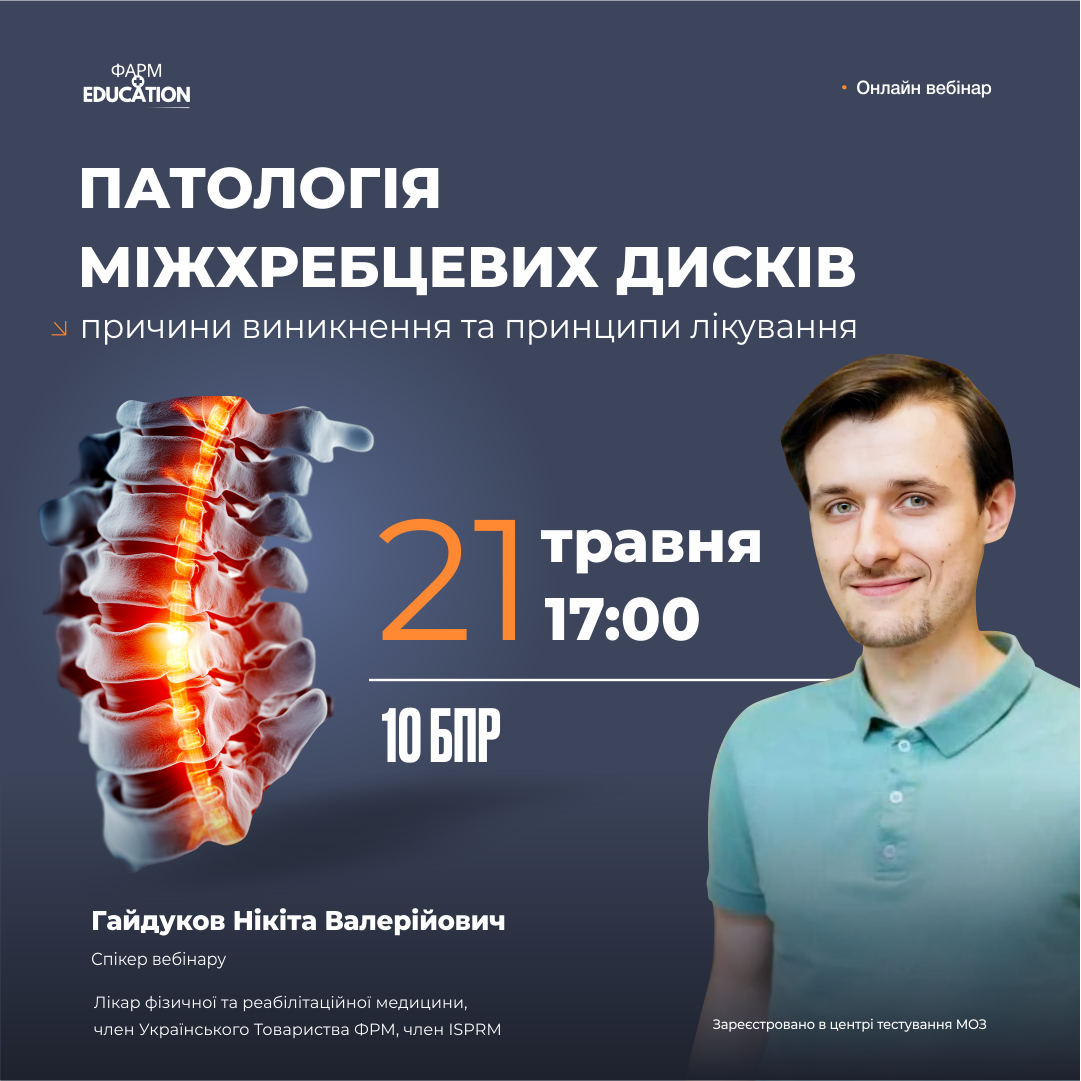 ФАРМ
EDUCATION
• Онлайн вебінар
ПАТОЛОГІЯ
МІЖХРЕБЦЕВИХ ДИСКІВ
причини виникнення та принципи лікування
21 травня
17:00
10 БПР
Гайдуков Нікіта Валерійович
Спікер вебінару
Лікар фізичної та реабілітаційної медицини,
член Українського Товариства ФРМ, член ISPRM
Зареєстровано в центрі тестування МОЗ